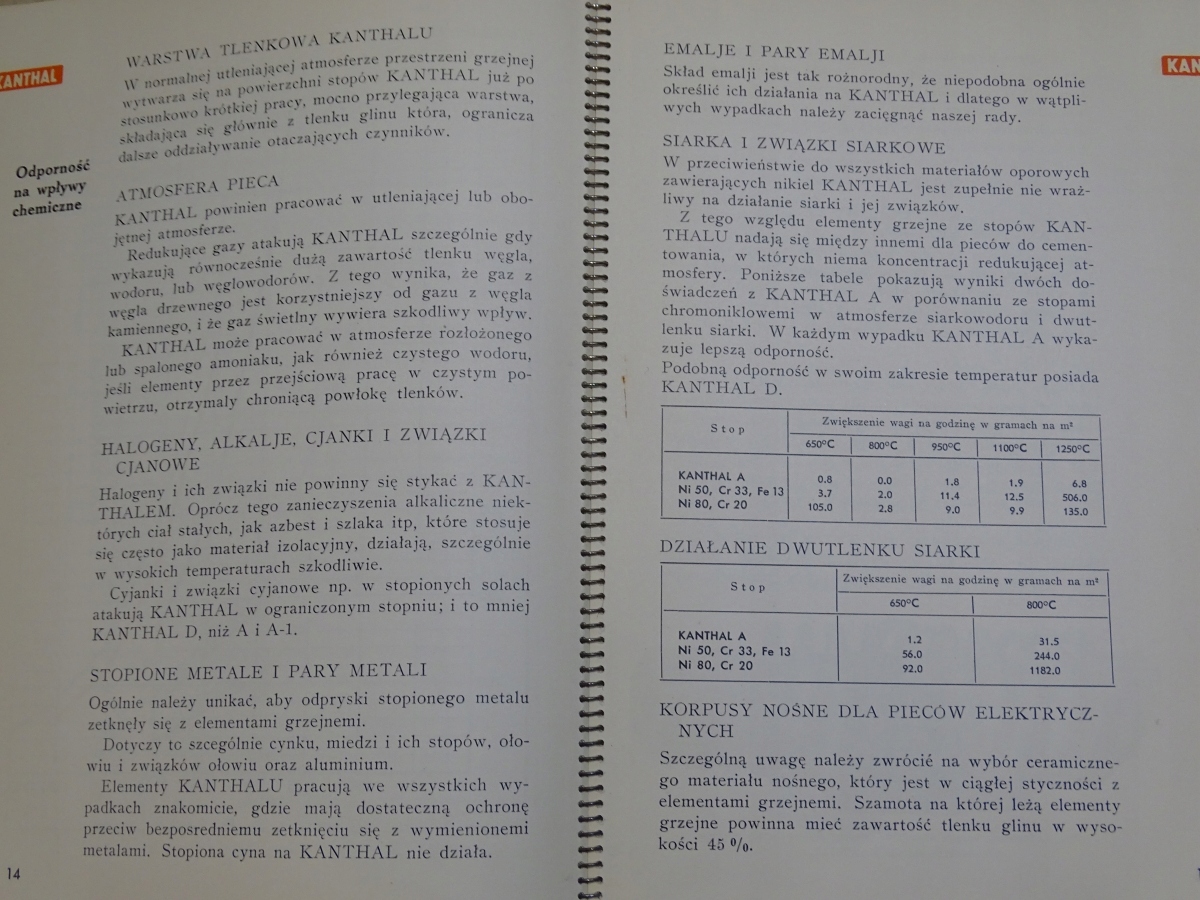 KANTHAL
Odporność
na wpływy
chemiczne
WARSTWA TLENKOWA KANTHALU
W normalnej utleniającej atmosferze przestrzeni grzejnej
wytwarza się na powierzchni stopów KANTHAL już po
stosunkowo krótkiej pracy, mocno przylegająca warstwa,
składająca się głównie z tlenku glinu która, ogranicza
dalsze oddziaływanie otaczających czynników.
ATMOSFERA PIECA
KANTHAL powinien pracować w utleniającej lub obo-
jętnej atmosferze.
Redukujące gazy atakują KANTHAL szczególnie gdy
wykazują równocześnie dużą zawartość tlenku węgla,
wodoru, lub węglowodorów. Z tego wynika, że gaz z
węgla drzewnego jest korzystniejszy od gazu z węgla
kamiennego, i że gaz świetlny wywiera szkodliwy wpływ.
KANTHAL może pracować w atmosferze rozłożonego
lub spalonego amoniaku, jak również czystego wodoru,
jeśli elementy przez przejściową pracę w czystym po-
wietrzu, otrzymały chroniącą powłokę tlenków.
HALOGENY, ALKALJE, CJANKI I ZWIĄZKI
CJANOWE
Halogeny i ich związki nie powinny się stykać z KAN-
THALEM. Oprócz tego zanieczyszenia alkaliczne niek-
tórych ciał stałych, jak azbest i szlaka itp, które stosuje
się często jako materiał izolacyjny, działają, szczególnie
w wysokich temperaturach szkodliwie.
Cyjanki i związki cyjanowe np. w stopionych solach
atakują KANTHAL w ograniczonym stopniu; i to mniej
KANTHAL D, niż A i A-1.
STOPIONE METALE I PARY METALI
Ogólnie należy unikać, aby odpryski stopionego metalu
zetknęły się z elementami grzejnemi.
Dotyczy to szcególnie cynku, miedzi i ich stopów, oło-
wiu i związków ołowiu oraz aluminium.
Elementy KANTHALU pracują we wszystkich wy-
padkach znakomicie, gdzie mają dostateczną ochronę
przeciw bezposredniemu zetknięciu się z wymienionemi
metalami. Stopiona cyna na KANTHAL nie działa.
14
KAN
EMALJE I PARY EMALJI
Skład emalji jest tak rożnorodny, że niepodobna ogólnie
określić ich działania na KANTHAL i dlatego w wątpli-
wych wypadkach należy zacięgnąć naszej rady.
SIARKA I ZWIĄZKI SIARKOWE
W przeciwieństwie do wszystkich materiałów oporowych
zawierających nikiel KANTHAL jest zupełnie nie wraż-
liwy na działanie siarki i jej związków.
Z tego względu elementy grzejne ze stopów KAN-
THALU nadają się między innemi dla pieców do cemen-
towania, w których niema koncentracji redukującej at-
mosfery. Poniższe tabele pokazują wyniki dwóch do-
świadczeń z KANTHAL A w porównaniu ze stopami
chromoniklowemi w atmosferze siarkowodoru i dwut-
lenku siarki. W każdym wypadku KANTHAL A wyka-
zuje lepszą odporność.
Podobną odporność w swoim zakresie temperatur posiada
KANTHAL D.
Stop Zwiększenie wagi na godzinę w gramach na m²
650°C 800°C 950°C 1100°C 1250°C
KANTHAL A 0.8 0.0 1.8 1.9 6.8
Ni 50, Cr 33, Fe 13 3.7 2.0 11.4 12.5 506.0
Ni 80, Cr 20 105.0 2.8 9.0 9.9 135.0
DZIAŁANIE DWUTLENKU SIARKI
Stop Zwiększenie wagi na godzinę w gramach na m²
650°C 800°C
KANTHAL A 1.2 31.5
Ni 50, Cr 33, Fe 13 56.0 244.0
Ni 80, Cr 20 92.0 1182.0
KORPUSY NOŚNE DLA PIECÓW ELEKTRYCZ-
NYCH
Szczególną uwagę należy zwrócié na wybór ceramiczne-
go materiału nośnego, który jest w ciągłej styczności z
elementami grzejnemi. Szamota na której leżą elementy
grzejne powinna mieć zawartość tlenku glinu w wyso-
kości 45 %.